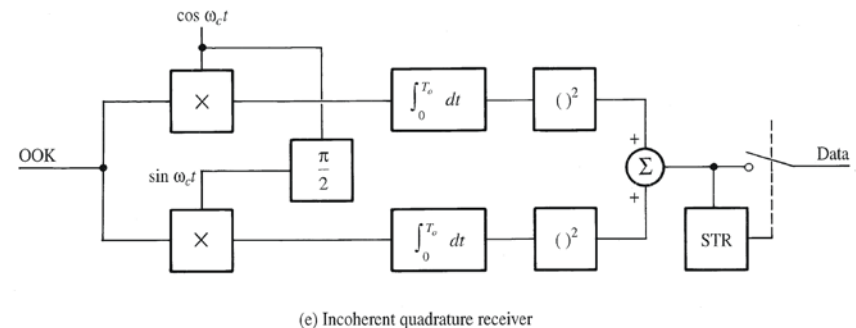 cos ω_c t
×
∫_0^{T_o} dt
( )²
OOK
π/2
sin ω_c t
+
Σ
+
Data
×
∫_0^{T_o} dt
( )²
STR
(e) Incoherent quadrature receiver